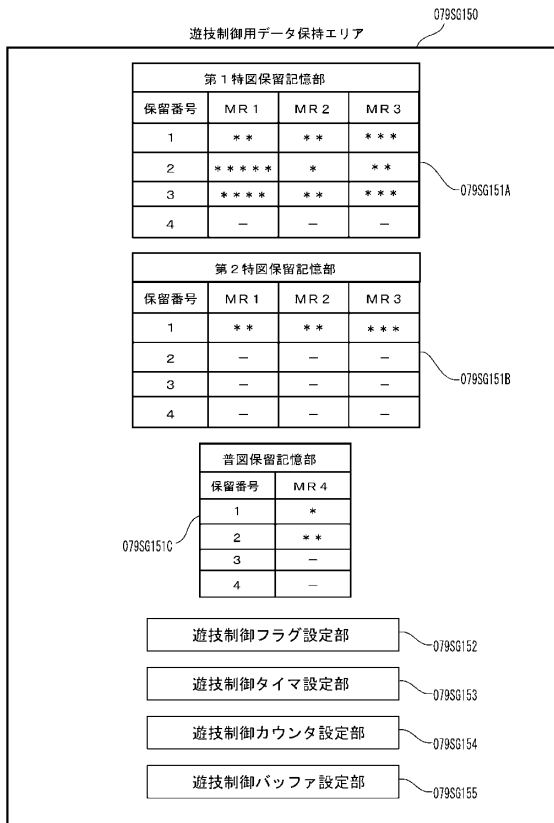 079SG150
遊技制御用データ保持エリア
第1特図保留記憶部
保留番号 MR1 MR2 MR3
1 ** ** ***
2 ***** * **
3 **** ** ***
4 － － －
079SG151A
第2特図保留記憶部
保留番号 MR1 MR2 MR3
1 ** ** ***
2 － － －
3 － － －
4 － － －
079SG151B
普図保留記憶部
保留番号 MR4
1 *
2 **
3 －
4 －
079SG151C
遊技制御フラグ設定部
079SG152
遊技制御タイマ設定部
079SG153
遊技制御カウンタ設定部
079SG154
遊技制御バッファ設定部
079SG155